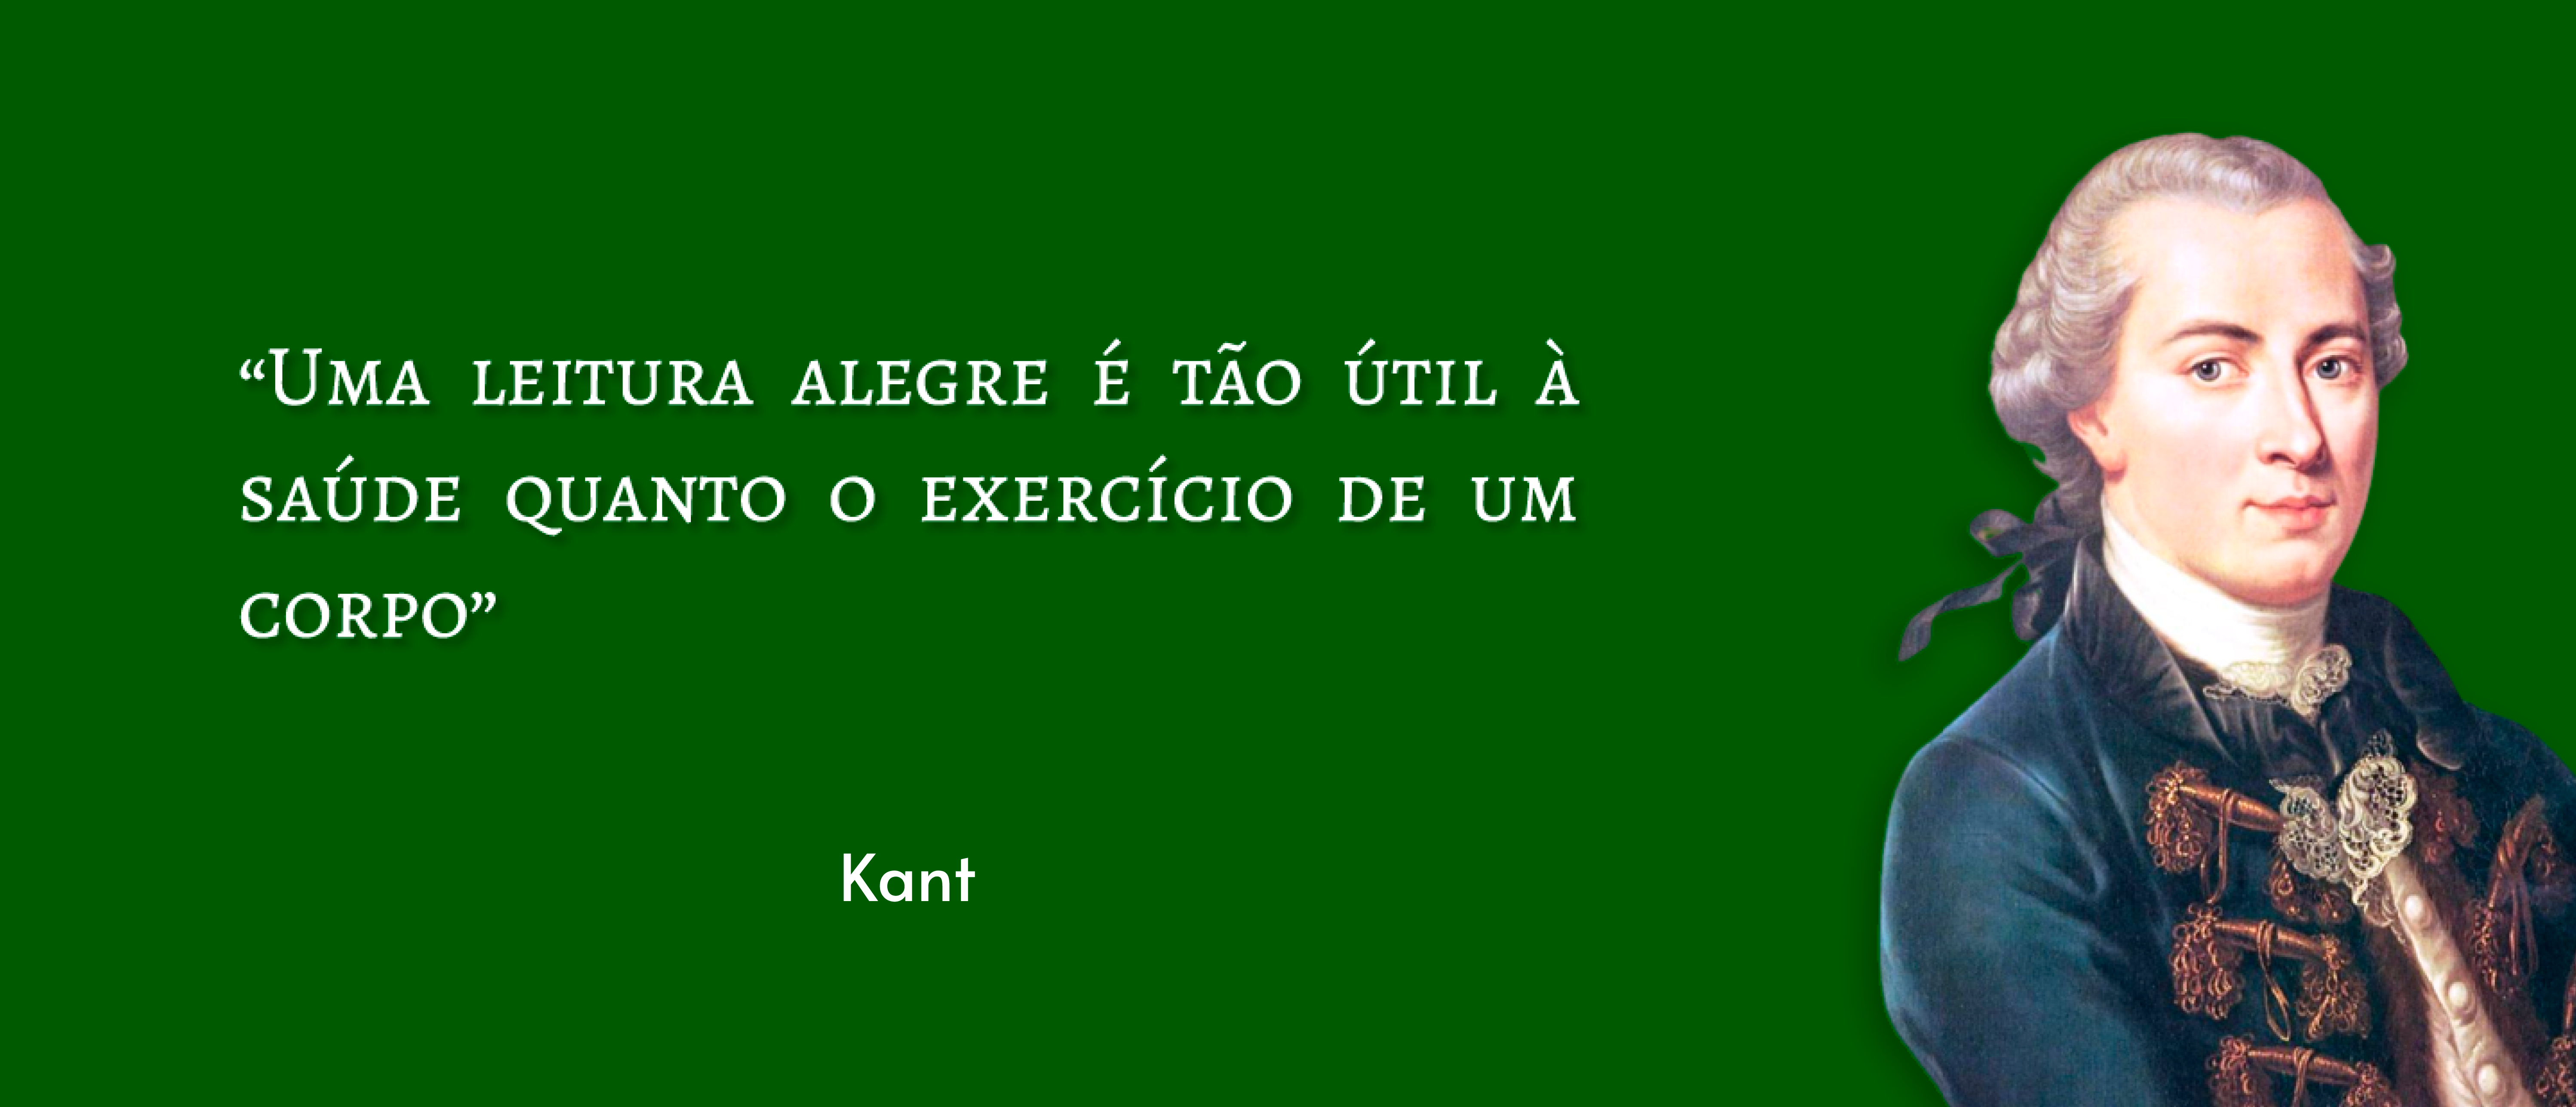 “Uma leitura alegre é tão útil à
saúde quanto o exercício de um
corpo”
Kant